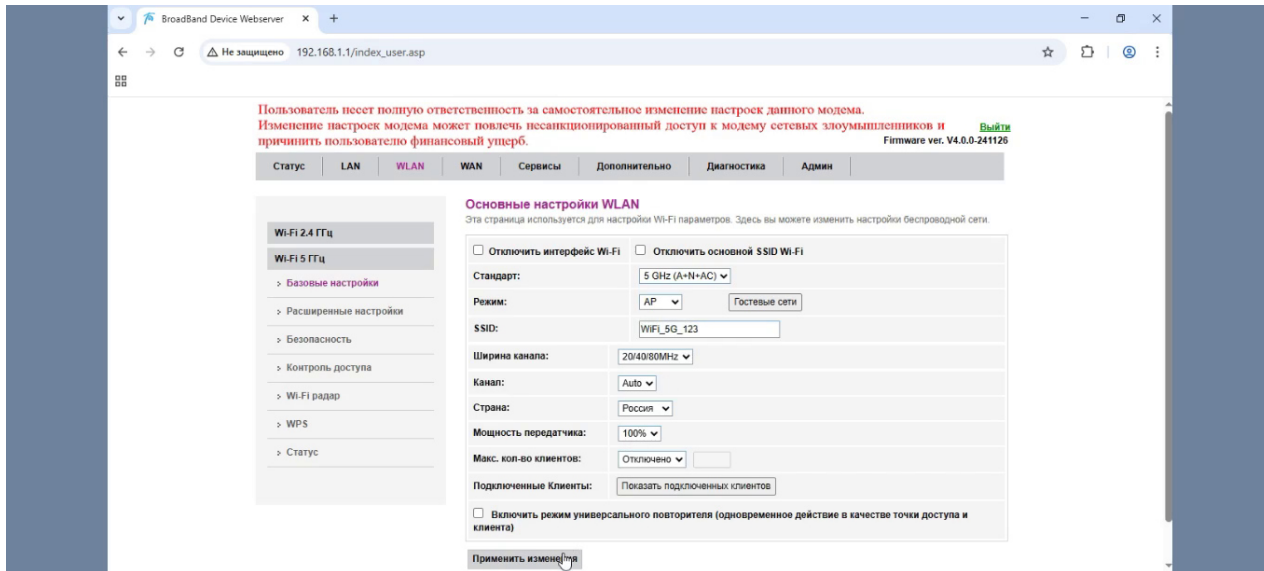 BroadBand Device Webserver
Не защищено 192.168.1.1/index_user.asp
Пользователь несет полную ответственность за самостоятельное изменение настроек данного модема.
Изменение настроек модема может повлечь несанкционированный доступ к модему сетевых злоумышленников и
причинить пользователю финансовый ущерб.
Выйти
Firmware ver. V4.0.0-241126
Статус LAN WLAN WAN Сервисы Дополнительно Диагностика Админ
Wi-Fi 2.4 ГГц
Wi-Fi 5 ГГц
Базовые настройки
Расширенные настройки
Безопасность
Контроль доступа
Wi-Fi радар
WPS
Статус
Основные настройки WLAN
Эта страница используется для настройки Wi-Fi параметров. Здесь вы можете изменить настройки беспроводной сети.
Отключить интерфейс Wi-Fi Отключить основной SSID Wi-Fi
Стандарт: 5 GHz (A+N+AC)
Режим: AP Гостевые сети
SSID: WiFi_5G_123
Ширина канала: 20/40/80MHz
Канал: Auto
Страна: Россия
Мощность передатчика: 100%
Макс. кол-во клиентов: Отключено
Подключенные Клиенты: Показать подключенных клиентов
Включить режим универсального повторителя (одновременное действие в качестве точки доступа и
клиента)
Применить изменения